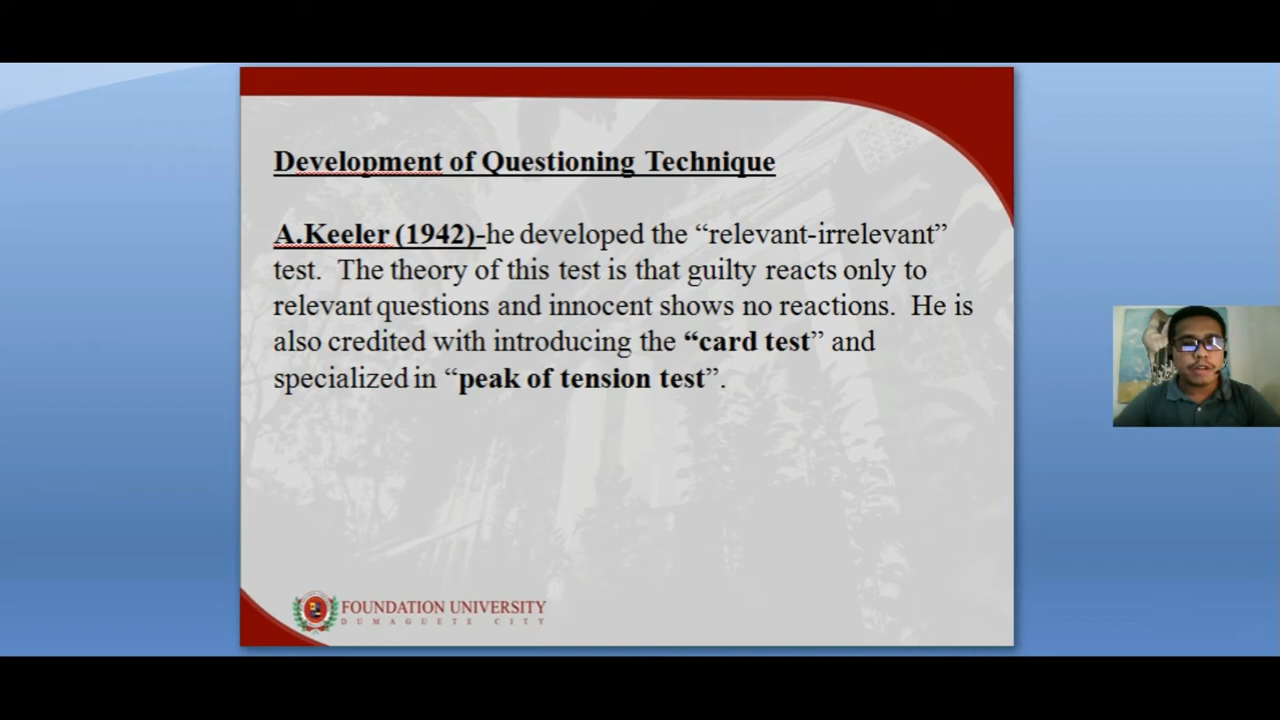 Development of Questioning Technique
A.Keeler (1942)-he developed the “relevant-irrelevant”
test. The theory of this test is that guilty reacts only to
relevant questions and innocent shows no reactions. He is
also credited with introducing the “card test” and
specialized in “peak of tension test”.
FOUNDATION UNIVERSITY
DUMAGUETE CITY